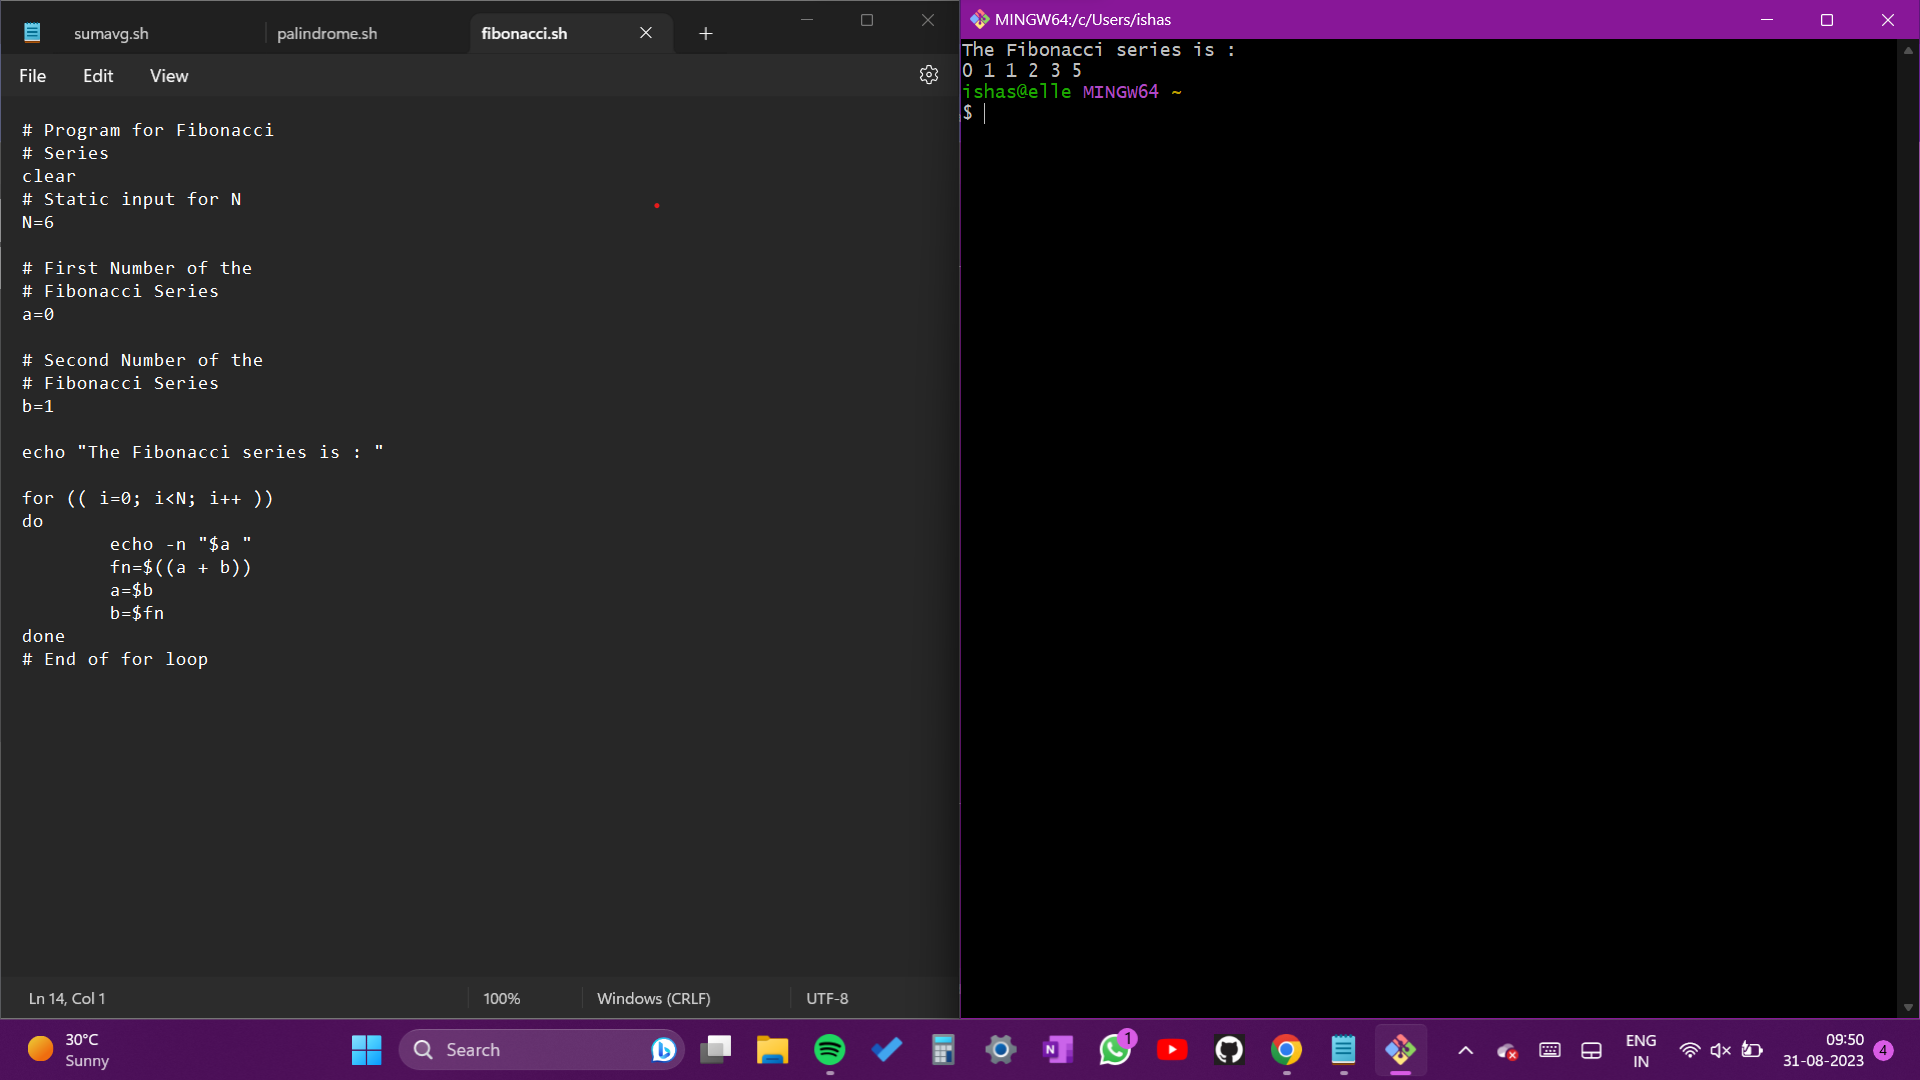 sumavg.sh
palindrome.sh
fibonacci.sh
File
Edit
View
# Program for Fibonacci
# Series
clear
# Static input for N
N=6
# First Number of the
# Fibonacci Series
a=0
# Second Number of the
# Fibonacci Series
b=1
echo "The Fibonacci series is : "
for (( i=0; i<N; i++ ))
do
echo -n "$a "
fn=$((a + b))
a=$b
b=$fn
done
# End of for loop
Ln 14, Col 1
100%
Windows (CRLF)
UTF-8
MINGW64:/c/Users/ishas
The Fibonacci series is :
0 1 1 2 3 5
ishas@elle MINGW64 ~
$
30°C
Sunny
Search
1
ENG
IN
09:50
31-08-2023
4